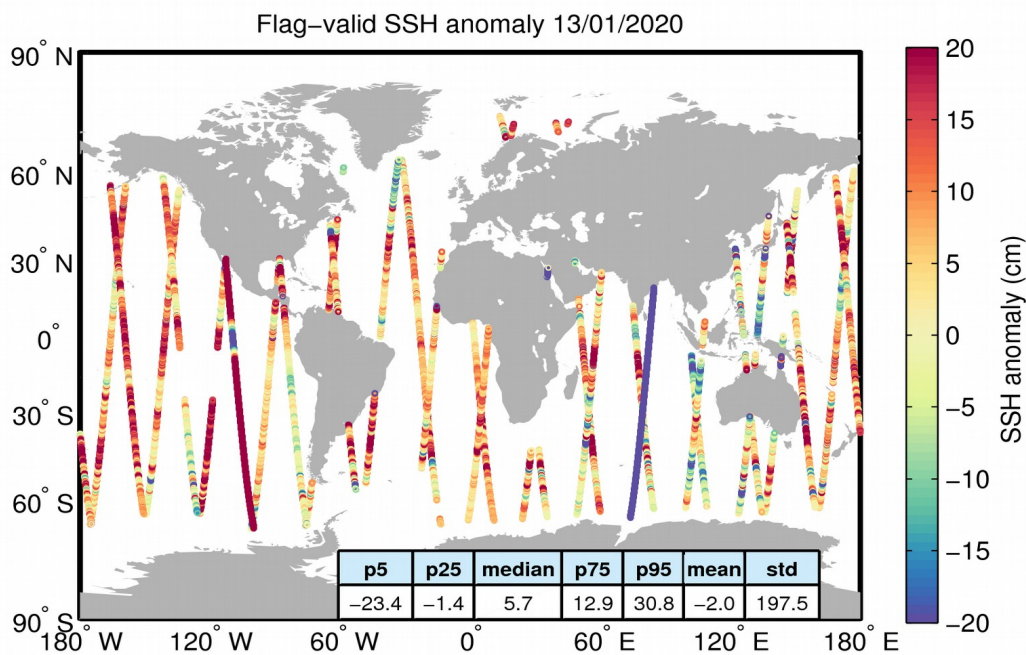 Flag−valid SSH anomaly 13/01/2020
90° N
60° N
30° N
0°
30° S
60° S
90° S
180° W
120° W
60° W
0°
60° E
120° E
180° E
p5 p25 median p75 p95 mean std
−23.4 −1.4 5.7 12.9 30.8 −2.0 197.5
20
15
10
5
0
−5
−10
−15
−20
SSH anomaly (cm)